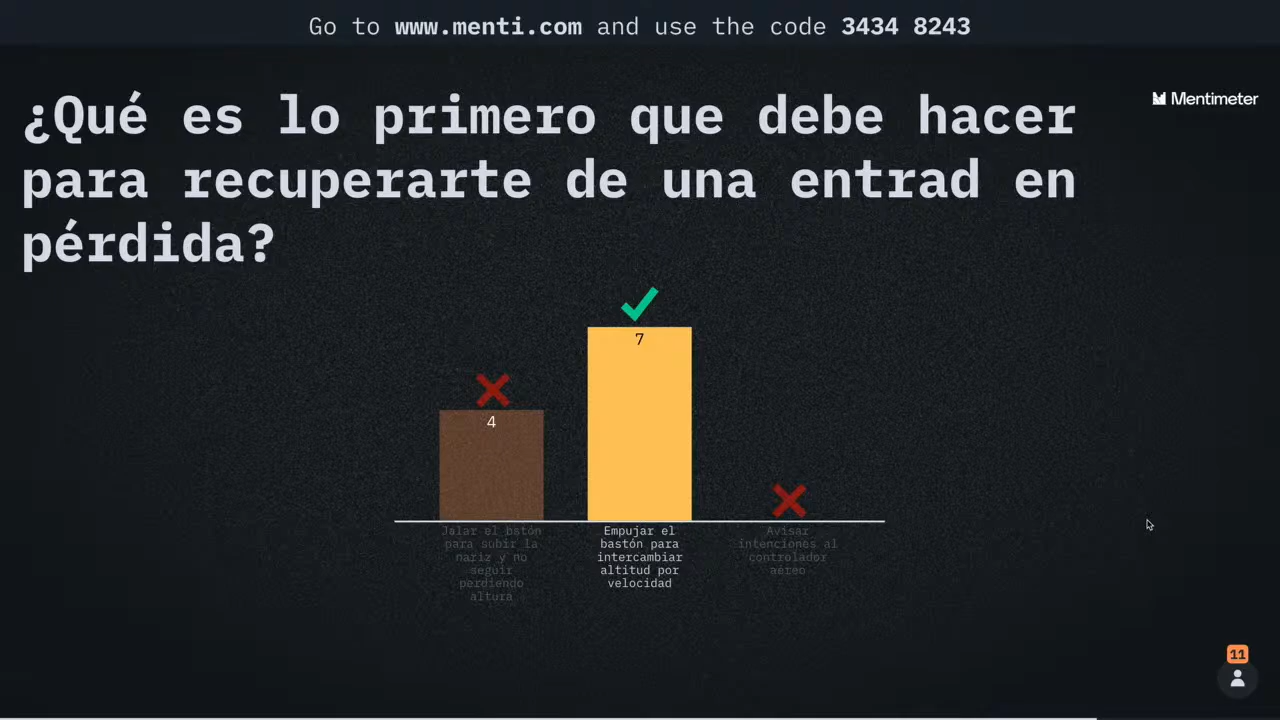 Go to www.menti.com and use the code 3434 8243
Mentimeter
¿Qué es lo primero que debe hacer
para recuperarte de una entrad en
pérdida?
4
7
Jalar el bstón
para subir la
nariz y no
seguir
perdiendo
altura
Empujar el
bastón para
intercambiar
altitud por
velocidad
Avisar
intenciones al
controlador
aéreo
11